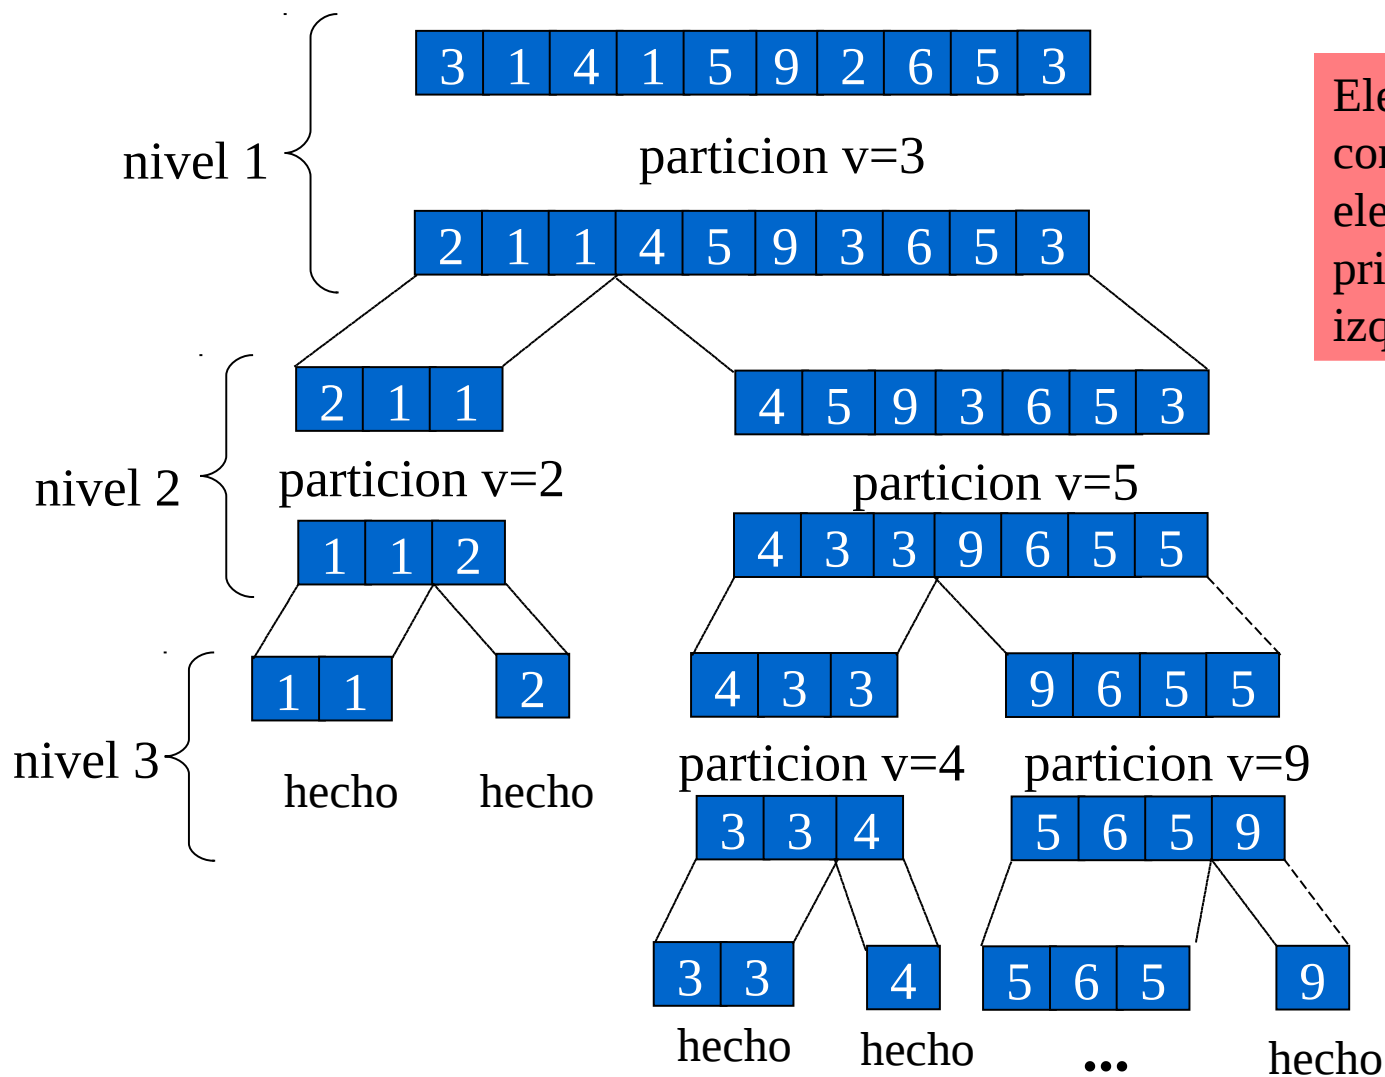 3 1 4 1 5 9 2 6 5 3
nivel 1
particion v=3
2 1 1 4 5 9 3 6 5 3
2 1 1
4 5 9 3 6 5 3
nivel 2
particion v=2
particion v=5
1 1 2
4 3 3 9 6 5 5
1 1
2
4 3 3
9 6 5 5
nivel 3
hecho
hecho
particion v=4
particion v=9
3 3 4
5 6 5 9
3 3
4
5 6 5
9
hecho
hecho
...
hecho